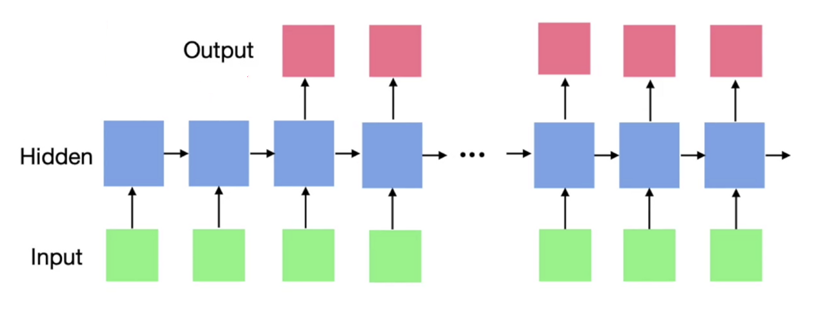 Output
Hidden
...
Input